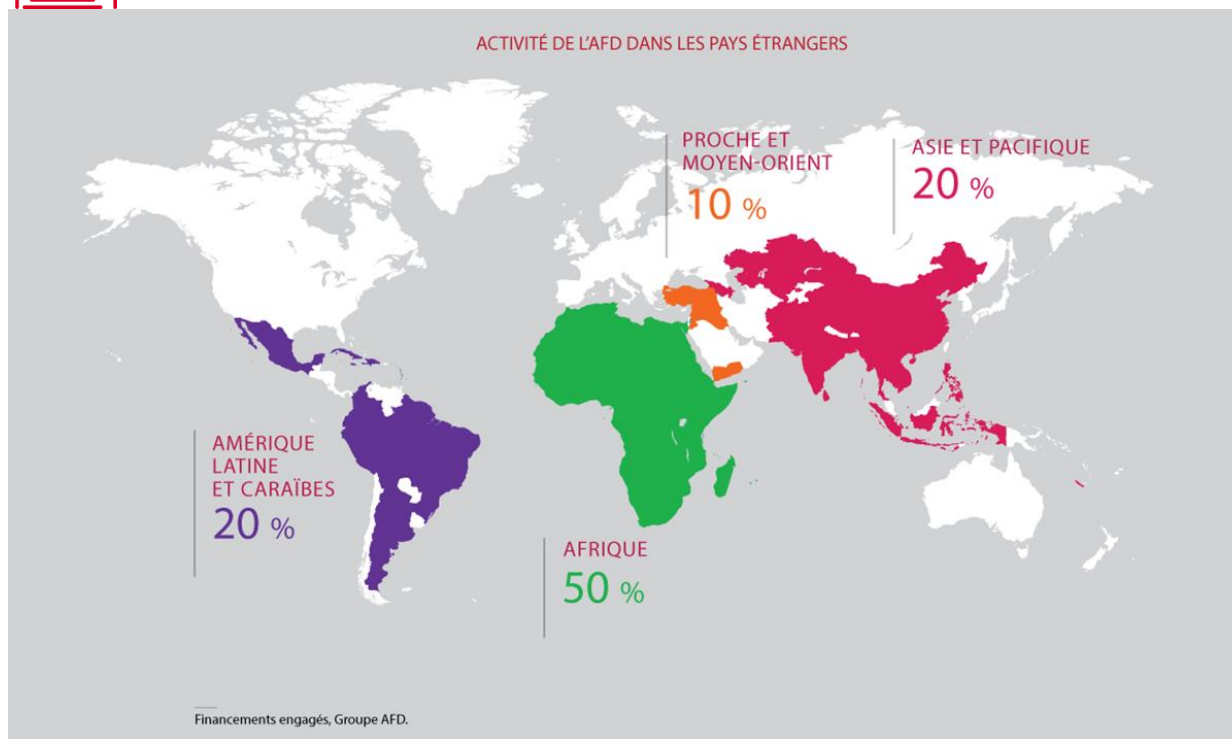 ACTIVITÉ DE L'AFD DANS LES PAYS ÉTRANGERS
PROCHE ET
MOYEN-ORIENT
10 %
ASIE ET PACIFIQUE
20 %
AMÉRIQUE
LATINE
ET CARAÏBES
20 %
AFRIQUE
50 %
Financements engagés, Groupe AFD.